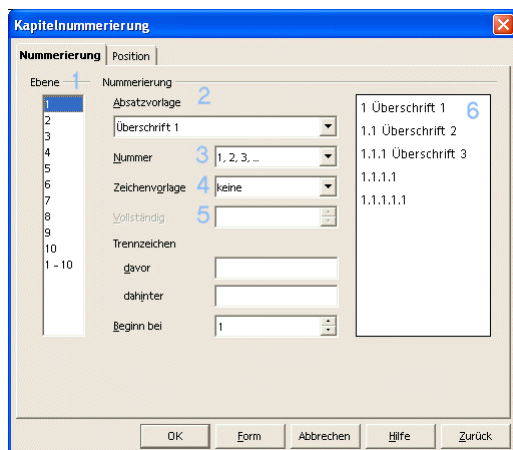 Kapitelnummerierung
Nummerierung Position
Ebene 1
1
2
3
4
5
6
7
8
9
10
1 - 10
Nummerierung
Absatzvorlage 2
Überschrift 1
Nummer 3 1, 2, 3, ...
Zeichenvorlage 4 keine
Vollständig 5
Trennzeichen
davor
dahinter
Beginn bei 1
6
1 Überschrift 1
1.1 Überschrift 2
1.1.1 Überschrift 3
1.1.1.1
1.1.1.1.1
OK Form Abbrechen Hilfe Zurück